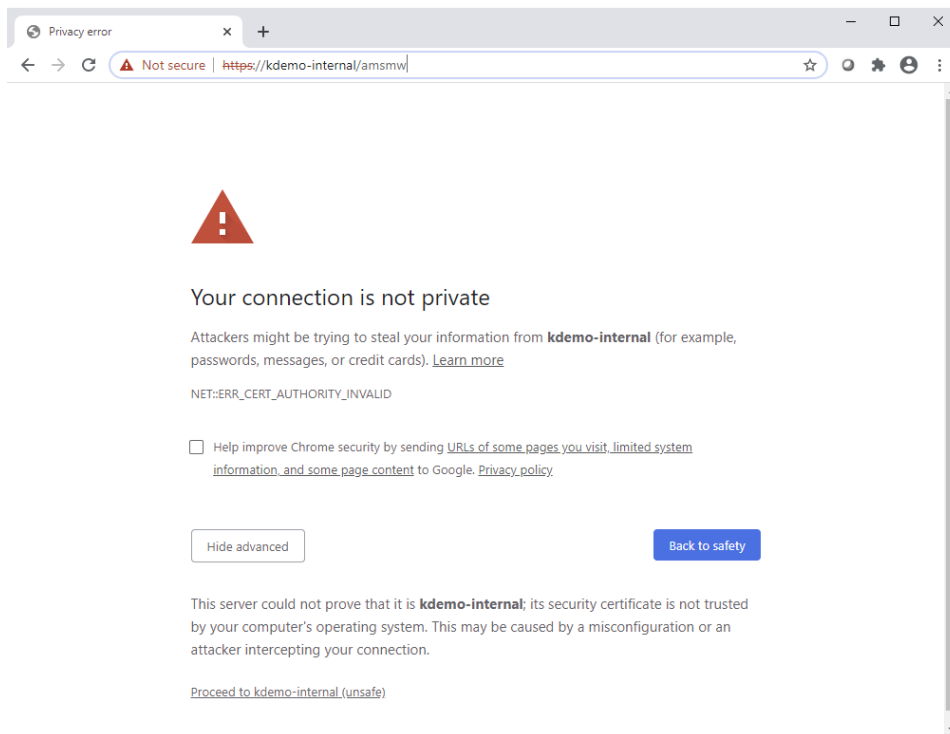 Privacy error
Not secure | https://kdemo-internal/amsmw
Your connection is not private
Attackers might be trying to steal your information from kdemo-internal (for example,
passwords, messages, or credit cards). Learn more
NET::ERR_CERT_AUTHORITY_INVALID
Help improve Chrome security by sending URLs of some pages you visit, limited system
information, and some page content to Google. Privacy policy
Hide advanced
Back to safety
This server could not prove that it is kdemo-internal; its security certificate is not trusted
by your computer's operating system. This may be caused by a misconfiguration or an
attacker intercepting your connection.
Proceed to kdemo-internal (unsafe)